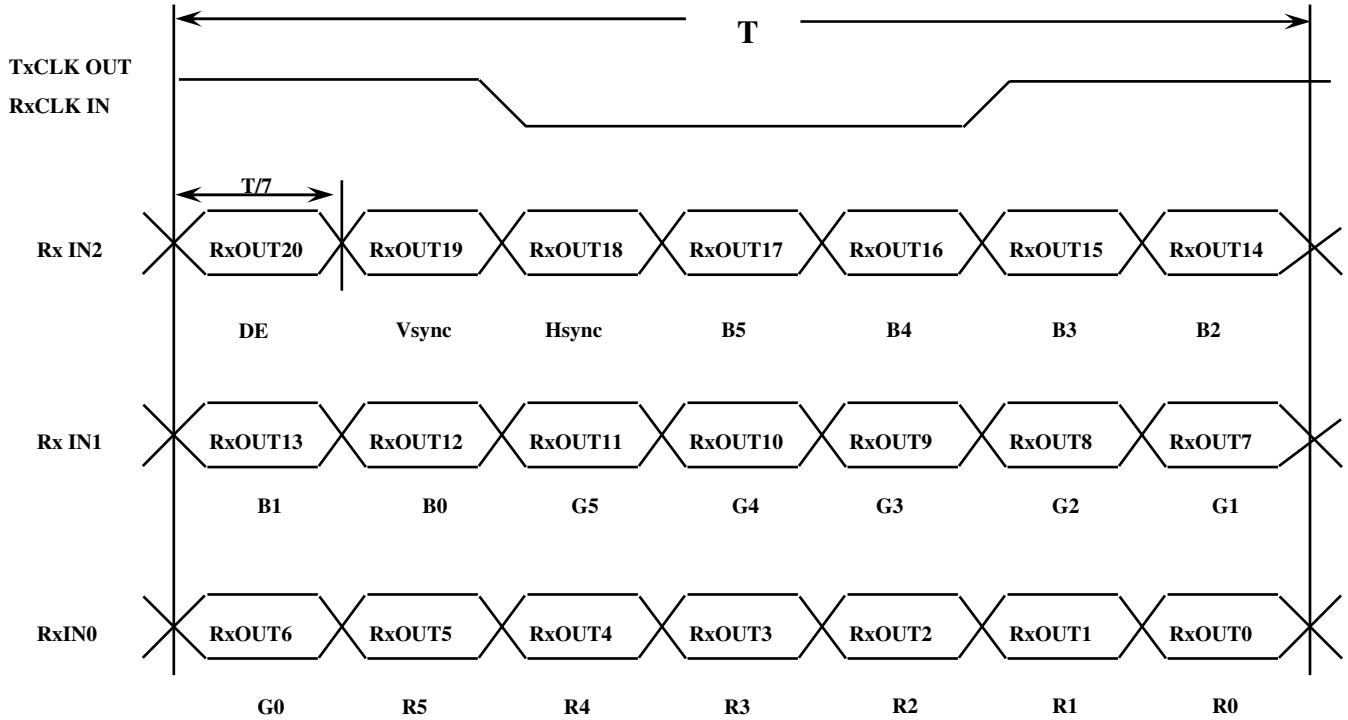 T
TxCLK OUT
RxCLK IN
T/7
Rx IN2 RxOUT20 RxOUT19 RxOUT18 RxOUT17 RxOUT16 RxOUT15 RxOUT14
DE Vsync Hsync B5 B4 B3 B2
Rx IN1 RxOUT13 RxOUT12 RxOUT11 RxOUT10 RxOUT9 RxOUT8 RxOUT7
B1 B0 G5 G4 G3 G2 G1
RxIN0 RxOUT6 RxOUT5 RxOUT4 RxOUT3 RxOUT2 RxOUT1 RxOUT0
G0 R5 R4 R3 R2 R1 R0